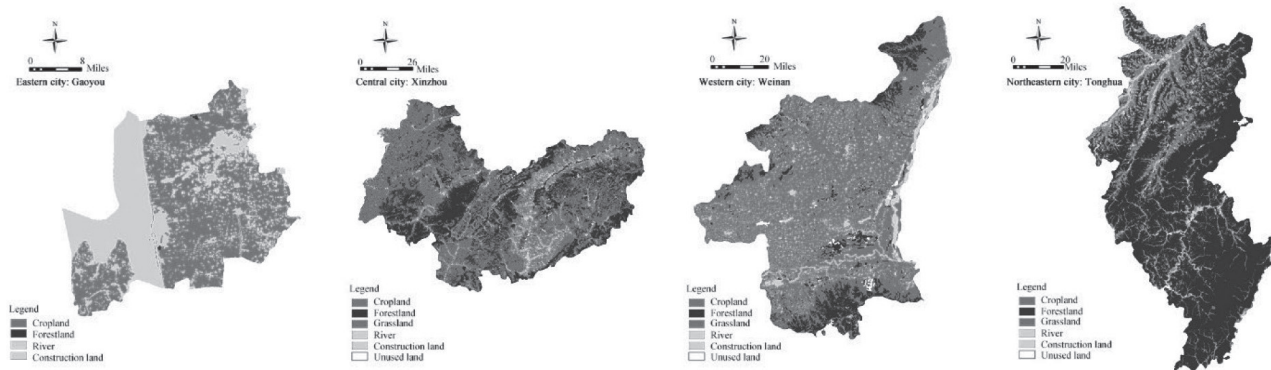 N
0 8
Miles
Eastern city: Gaoyou
Legend
Cropland
Forestland
River
Construction land
N
0 26
Miles
Central city: Xinzhou
Legend
Cropland
Forestland
Grassland
River
Construction land
Unused land
N
0 20
Miles
Western city: Weinan
Legend
Cropland
Forestland
Grassland
River
Construction land
Unused land
N
0 20
Miles
Northeastern city: Tonghua
Legend
Cropland
Forestland
Grassland
River
Construction land
Unused land